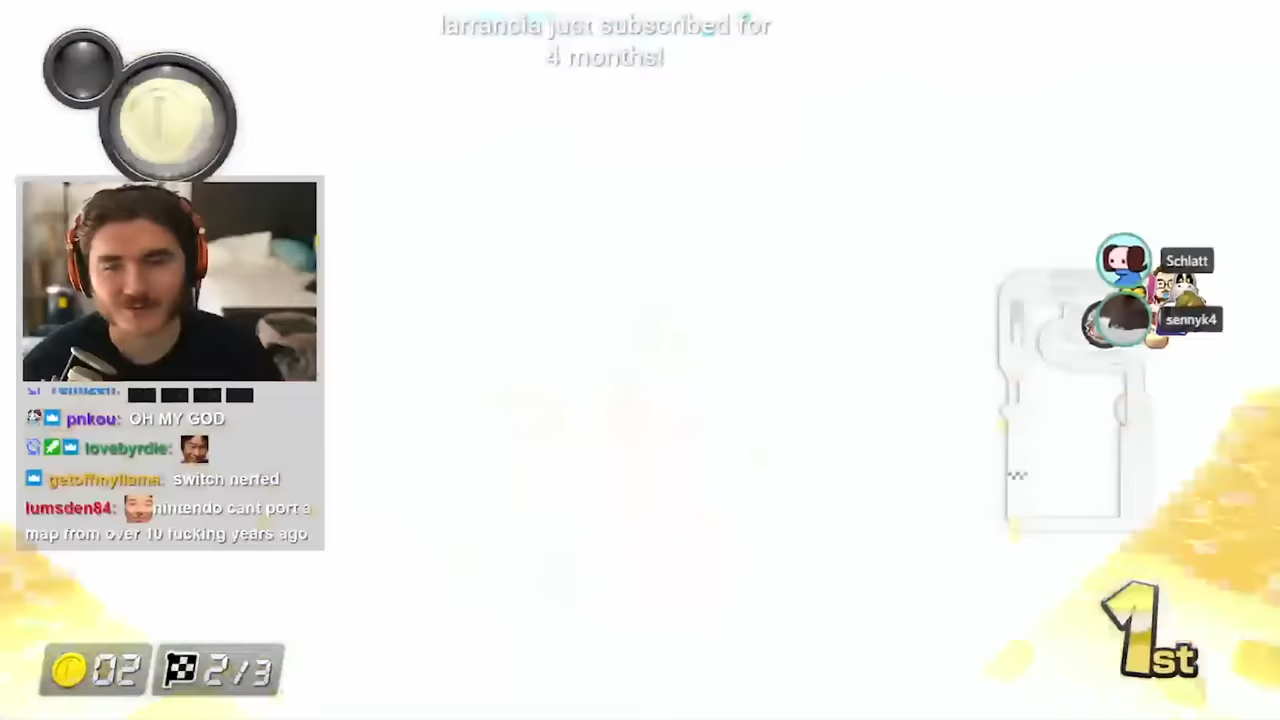 larrancia just subscribed for
4 months!
Schlatt
sennyk4
pnkou: OH MY GOD
lovebyrdie:
getoffmyllama: switch nerfed
lumsden84: nintendo cant port a
map from over 10 fucking years ago
02 2/3
1st